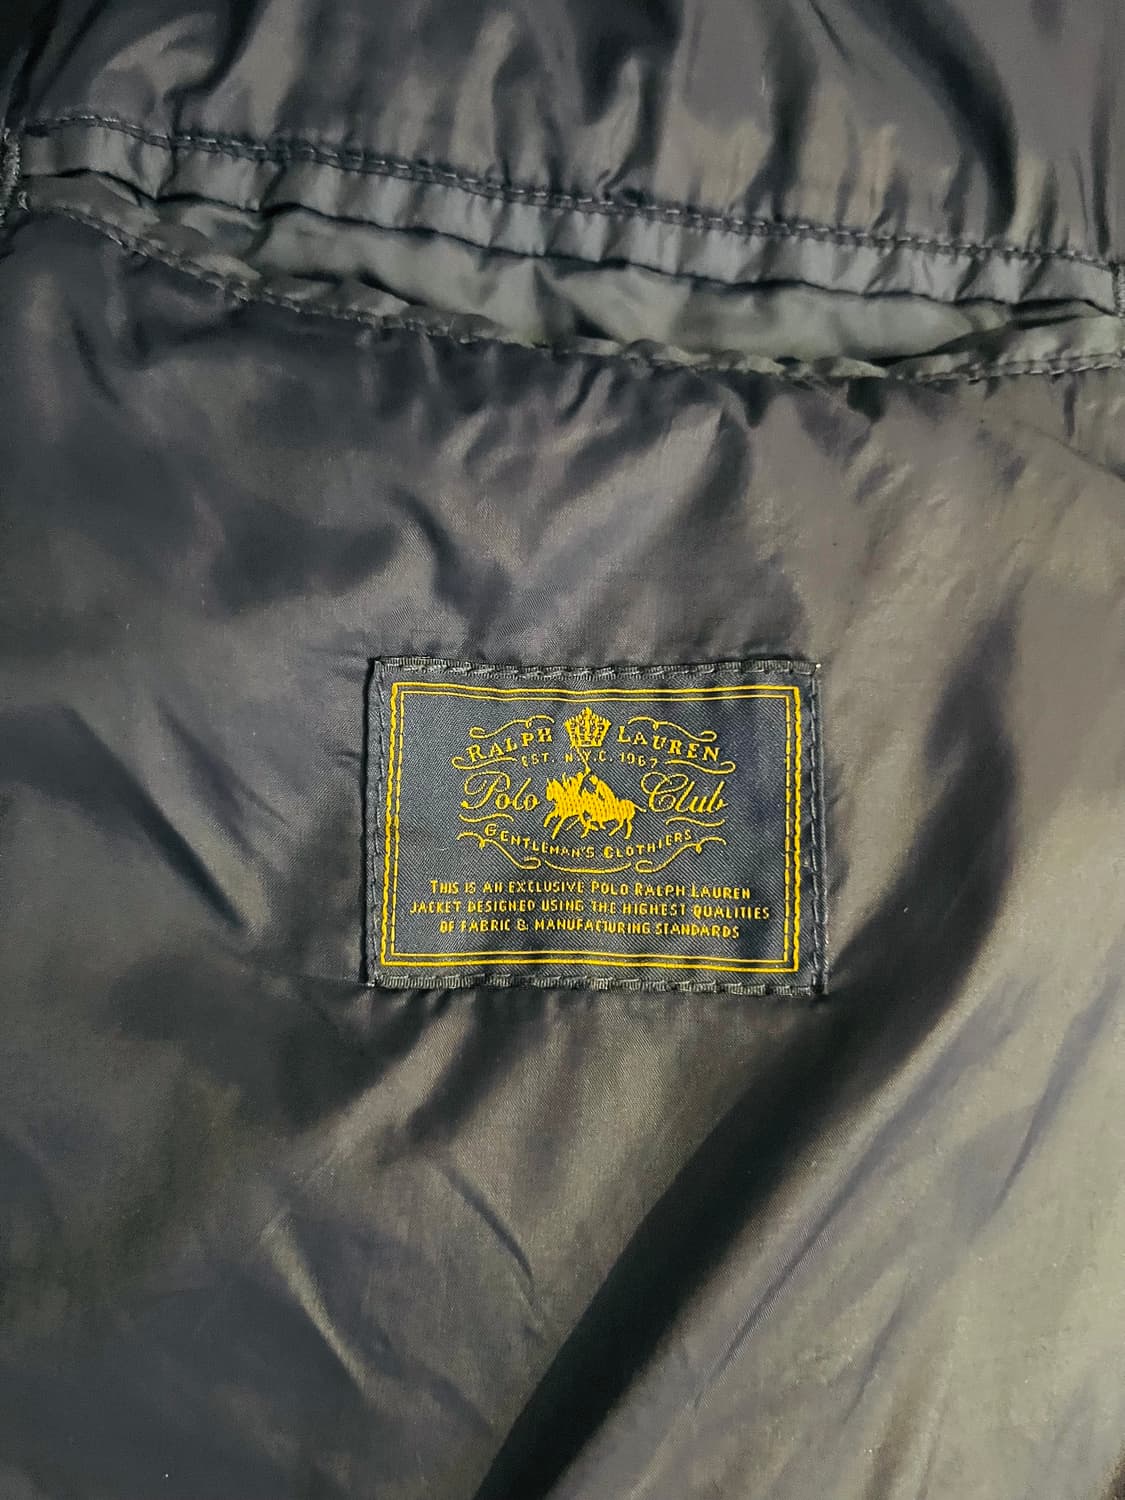 RALPH LAUREN
EST. N.Y.C. 1967
Polo Club
GENTLEMAN'S CLOTHIERS
THIS IS AN EXCLUSIVE POLO RALPH LAUREN
JACKET DESIGNED USING THE HIGHEST QUALITIES
OF FABRIC & MANUFACTURING STANDARDS